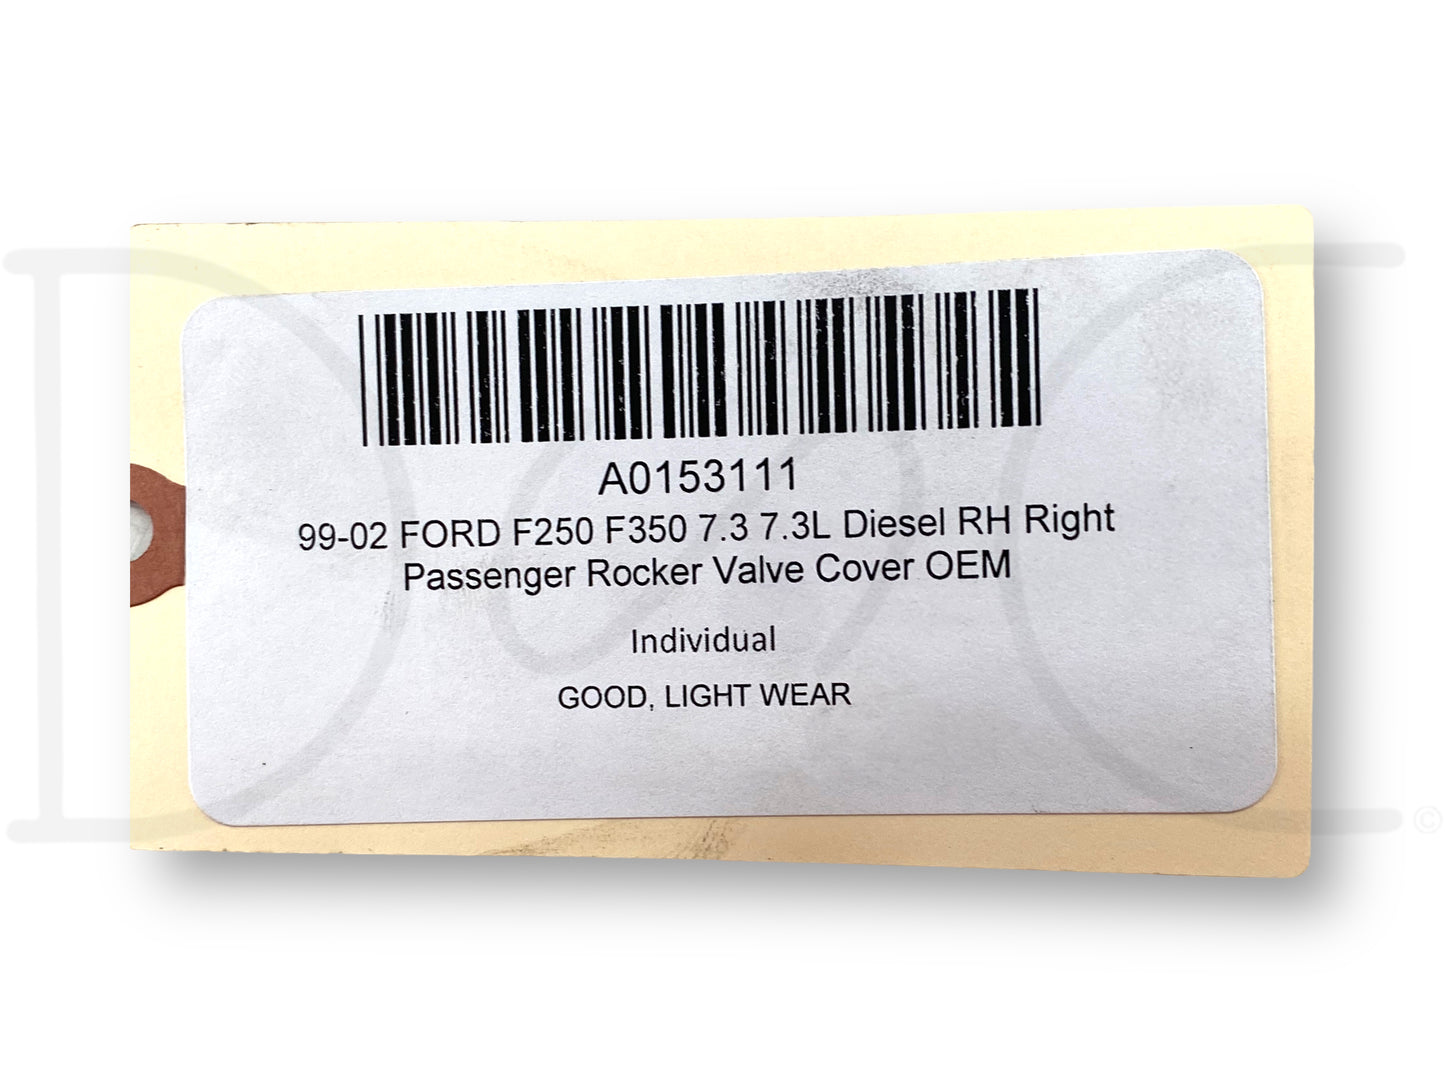 A0153111
99-02 FORD F250 F350 7.3 7.3L Diesel RH Right
Passenger Rocker Valve Cover OEM
Individual
GOOD, LIGHT WEAR
©